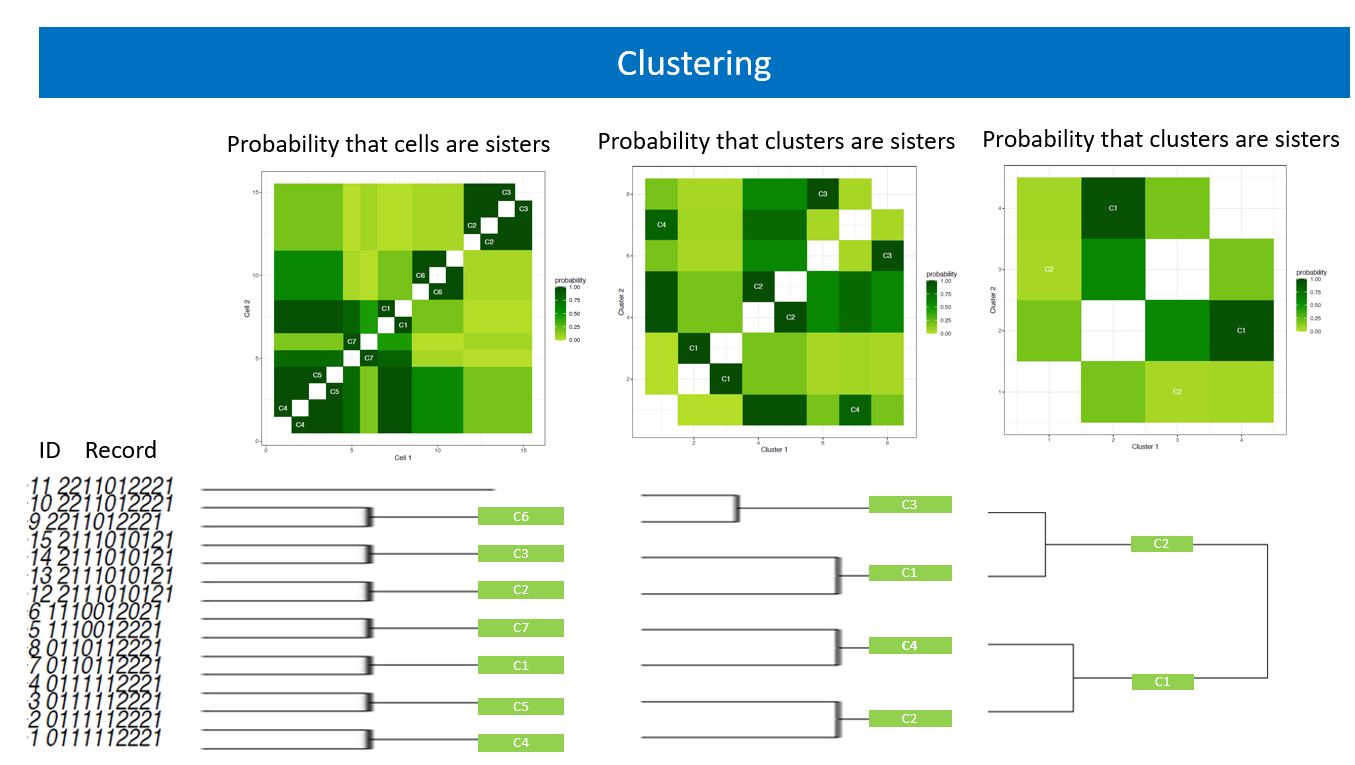 Clustering
Probability that cells are sisters
Probability that clusters are sisters
Probability that clusters are sisters
15
10
5
0
Cell 2
C3
C3
C2
C2
C6
C6
C1
C1
C7
C7
C5
C5
C4
C4
0
5
10
15
Cell 1
probability
1.00
0.75
0.50
0.25
0.00
8
6
4
2
Cluster 2
C3
C4
C3
C2
C2
C1
C1
C4
2
4
6
8
Cluster 1
probability
1.00
0.75
0.50
0.25
0.00
4
3
2
1
Cluster 2
C1
C2
C1
C2
1
2
3
4
Cluster 1
probability
1.00
0.75
0.50
0.25
0.00
ID Record
11 2211012221
10 2211012221
9 2211012221
15 2111010121
14 2111010121
13 2111010121
12 2111010121
6 1110012021
5 1110012221
8 0110112221
7 0110112221
4 0111112221
3 0111112221
2 0111112221
1 0111112221
C6
C3
C2
C7
C1
C5
C4
C3
C1
C4
C2
C2
C1